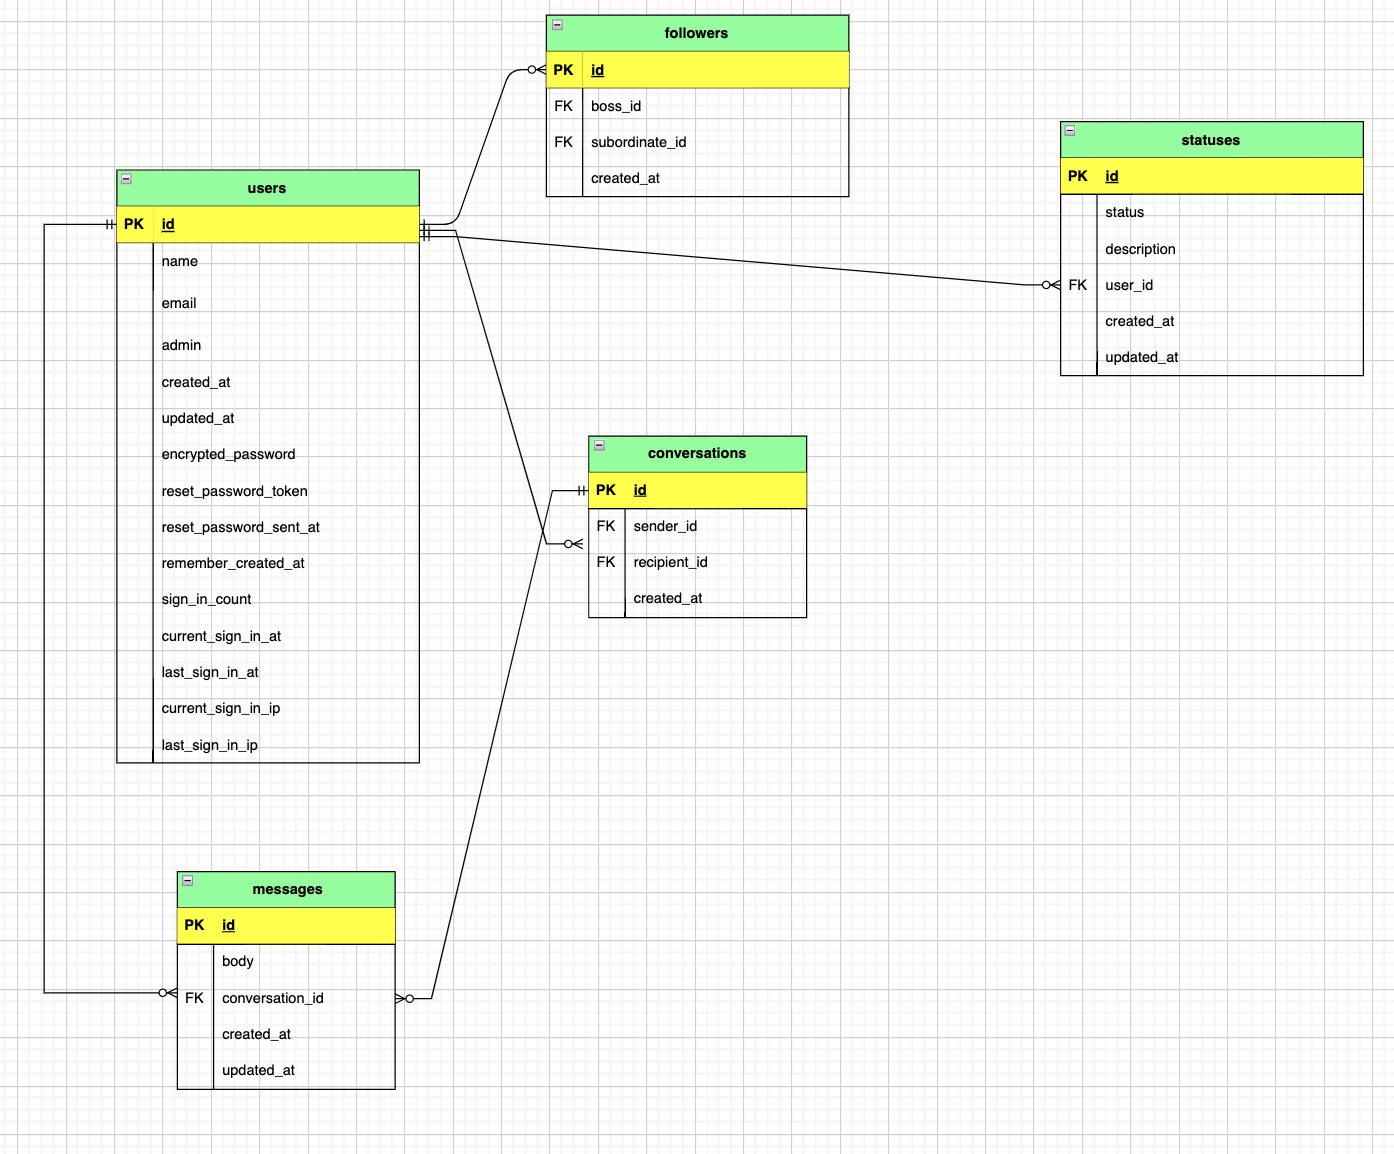 followers
PK id
FK boss_id
FK subordinate_id
created_at
statuses
PK id
status
description
FK user_id
created_at
updated_at
users
PK id
name
email
admin
created_at
updated_at
encrypted_password
reset_password_token
reset_password_sent_at
remember_created_at
sign_in_count
current_sign_in_at
last_sign_in_at
current_sign_in_ip
last_sign_in_ip
conversations
PK id
FK sender_id
FK recipient_id
created_at
messages
PK id
body
FK conversation_id
created_at
updated_at